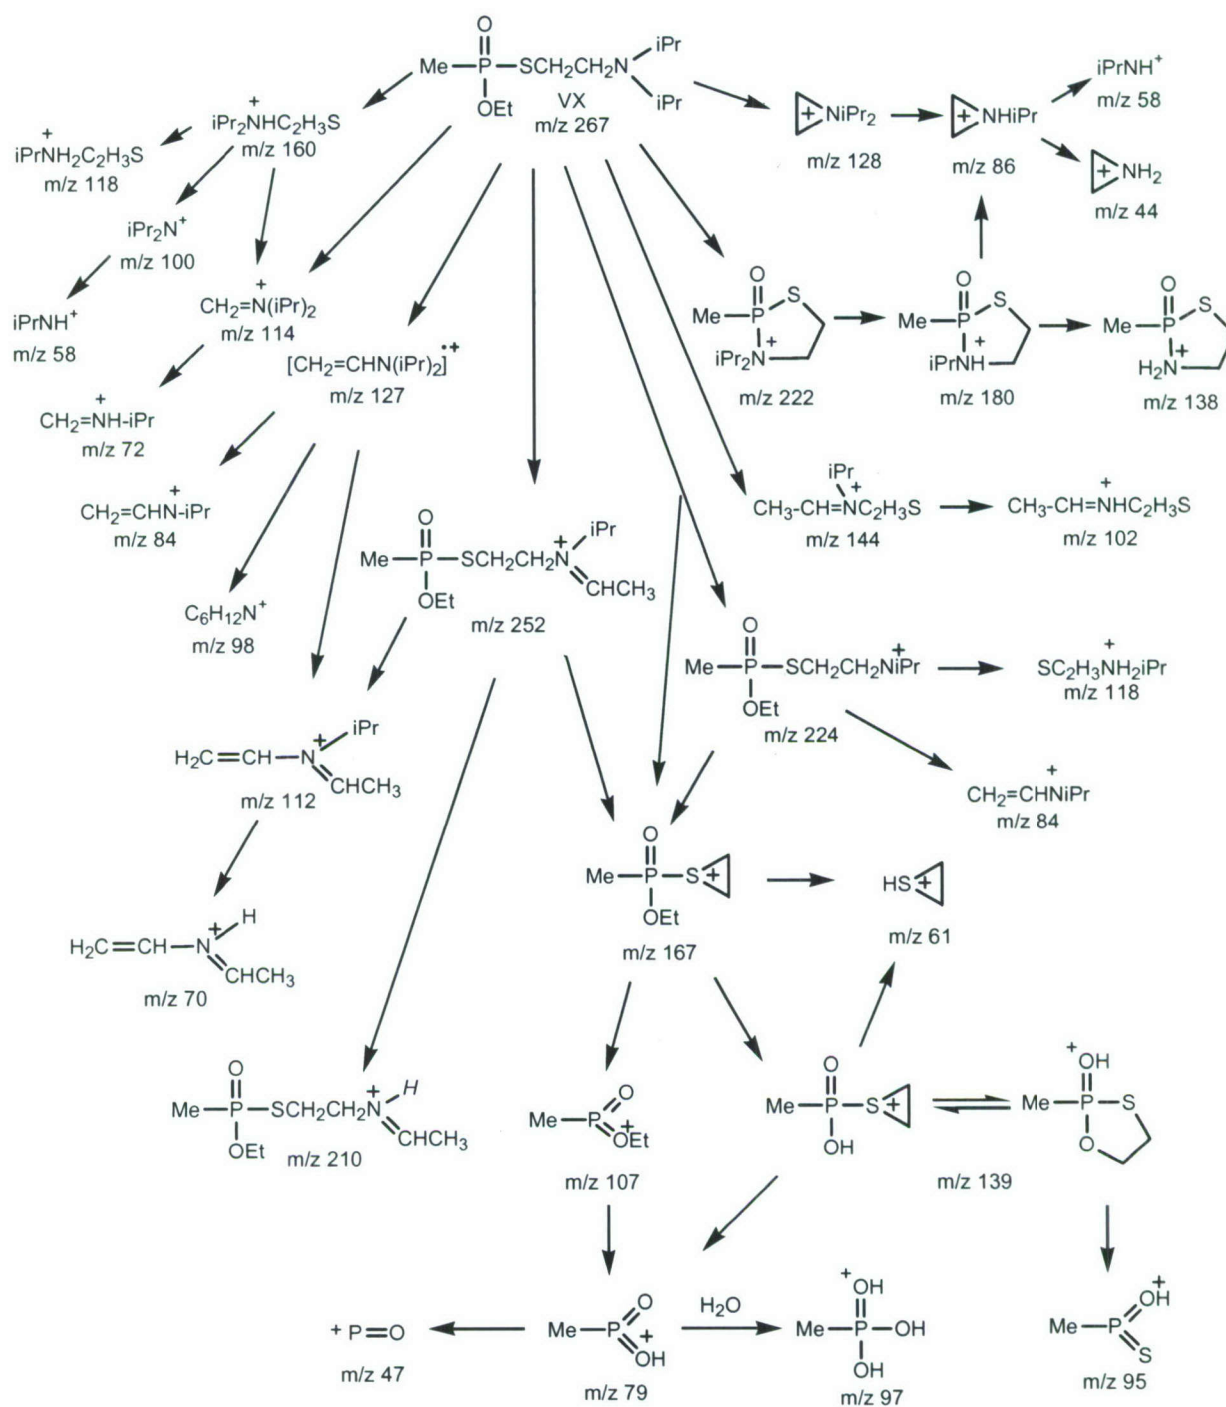 O
Me—P—SCH2CH2N
iPr
iPr
OEt
VX
m/z 267
+
iPr2NHC2H3S
m/z 160
+
iPrNH2C2H3S
m/z 118
iPr2N+
m/z 100
iPrNH+
m/z 58
+
CH2=N(iPr)2
m/z 114
+
CH2=NH-iPr
m/z 72
[CH2=CHN(iPr)2]•+
m/z 127
+
CH2=CHN-iPr
m/z 84
C6H12N+
m/z 98
+ NiPr2
m/z 128
+ NHiPr
m/z 86
iPrNH+
m/z 58
+ NH2
m/z 44
O
Me—P
S
iPr2N+
m/z 222
O
Me—P
S
+
iPrNH
m/z 180
O
Me—P
S
+
H2N
m/z 138
iPr
+
CH3-CH=NC2H3S
m/z 144
+
CH3-CH=NHC2H3S
m/z 102
O
Me—P—SCH2CH2N+
iPr
CHCH3
OEt
m/z 252
O
+
Me—P—SCH2CH2NiPr
OEt
m/z 224
+
SC2H3NH2iPr
m/z 118
+
CH2=CHNiPr
m/z 84
iPr
H2C=CH—N+
CHCH3
m/z 112
H
H2C=CH—N+
CHCH3
m/z 70
O
Me—P—S+
OEt
m/z 167
HS+
m/z 61
O
Me—P—SCH2CH2N+
H
CHCH3
OEt
m/z 210
O
Me—P
+
OEt
m/z 107
O
Me—P—S+
OH
m/z 139
+
OH
Me—P—S
O
O
Me—P
+
OH
m/z 79
+P=O
m/z 47
H2O
+
OH
Me—P—OH
OH
m/z 97
+
OH
Me—P
S
m/z 95